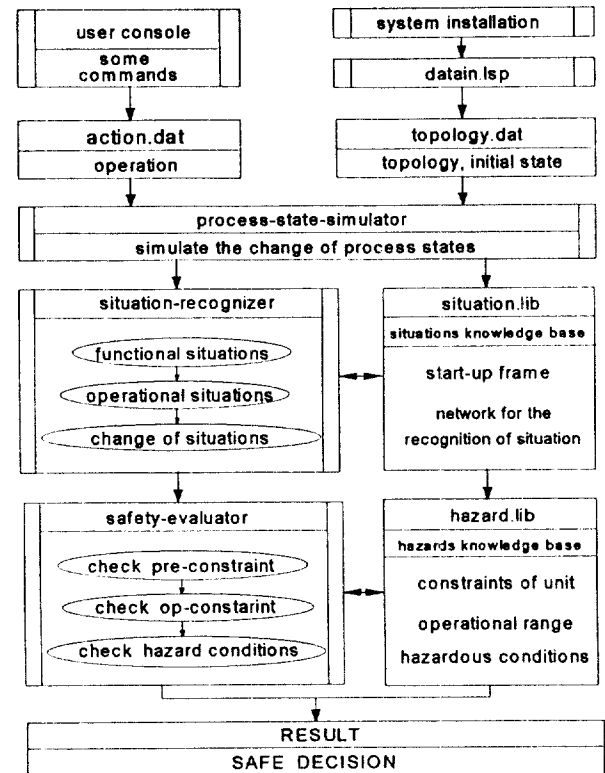 user console
some
commands
system installation
datain.lsp
action.dat
operation
topology.dat
topology, initial state
process-state-simulator
simulate the change of process states
situation-recognizer
functional situations
operational situations
change of situations
situation.lib
situations knowledge base
start-up frame
network for the
recognition of situation
safety-evaluator
check pre-constraint
check op-constarint
check hazard conditions
hazard.lib
hazards knowledge base
constraints of unit
operational range
hazardous conditions
RESULT
SAFE DECISION